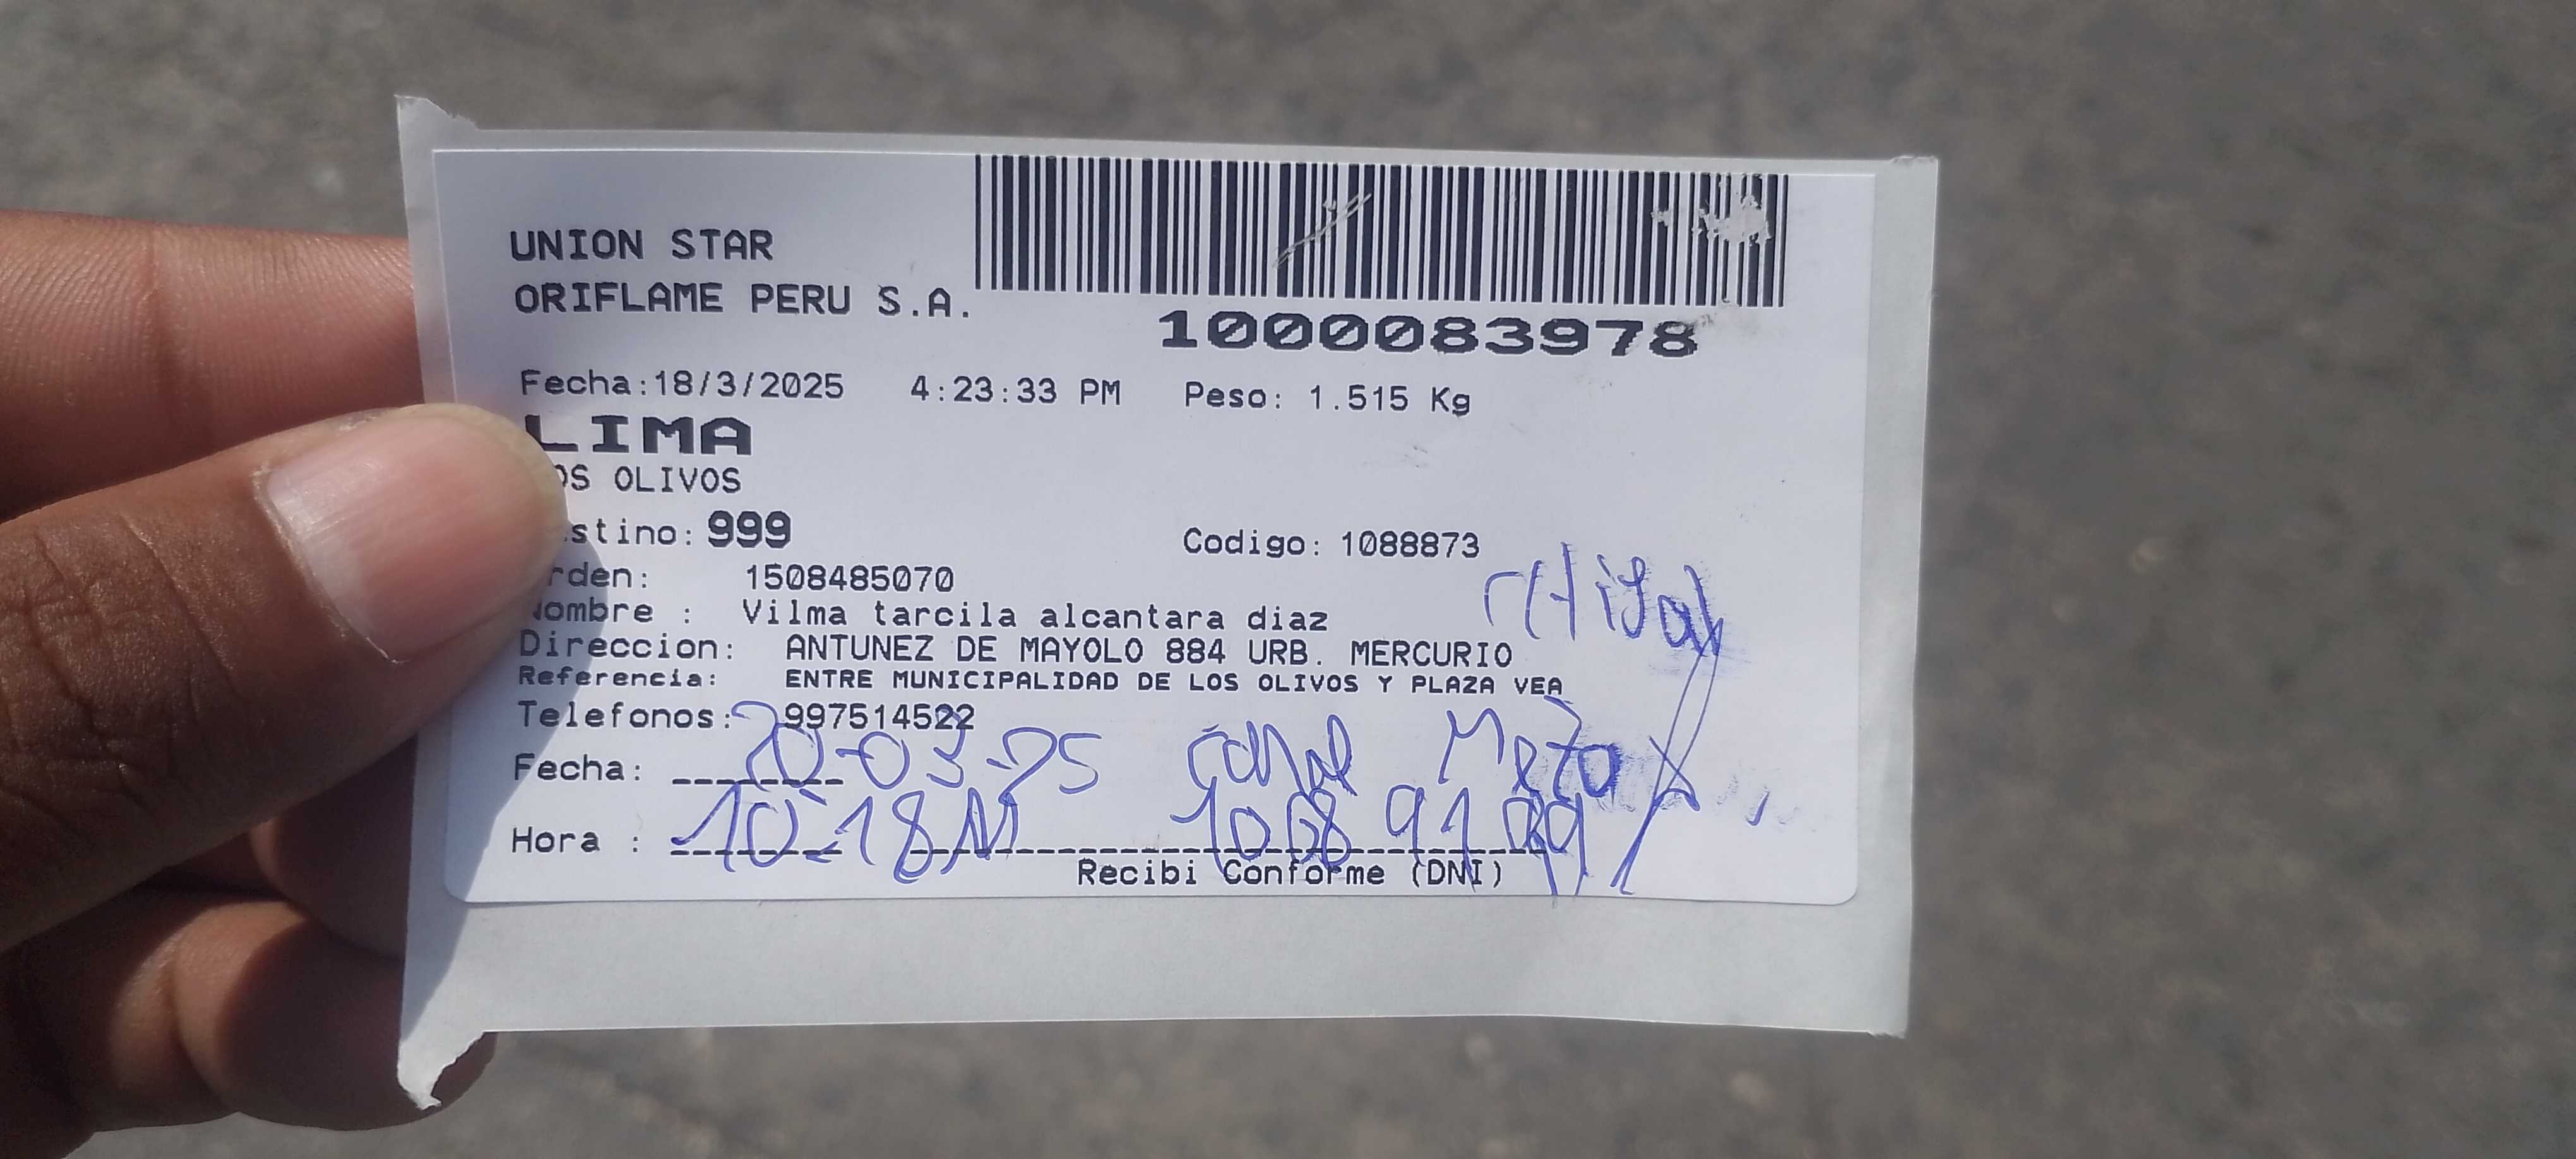 UNION STAR
ORIFLAME PERU S.A.
1000083978
Fecha:18/3/2025 4:23:33 PM Peso: 1.515 Kg
LIMA
OS OLIVOS
stino: 999 Codigo: 1088873
rden: 1508485070
ombre : Vilma tarcila alcantara diaz
Direccion: ANTUNEZ DE MAYOLO 884 URB. MERCURIO
Referencia: ENTRE MUNICIPALIDAD DE LOS OLIVOS Y PLAZA VEA
Telefonos: 997514522
Fecha: 20-03-25 Meza
Hora : 10:18
Recibi Conforme (DNI)